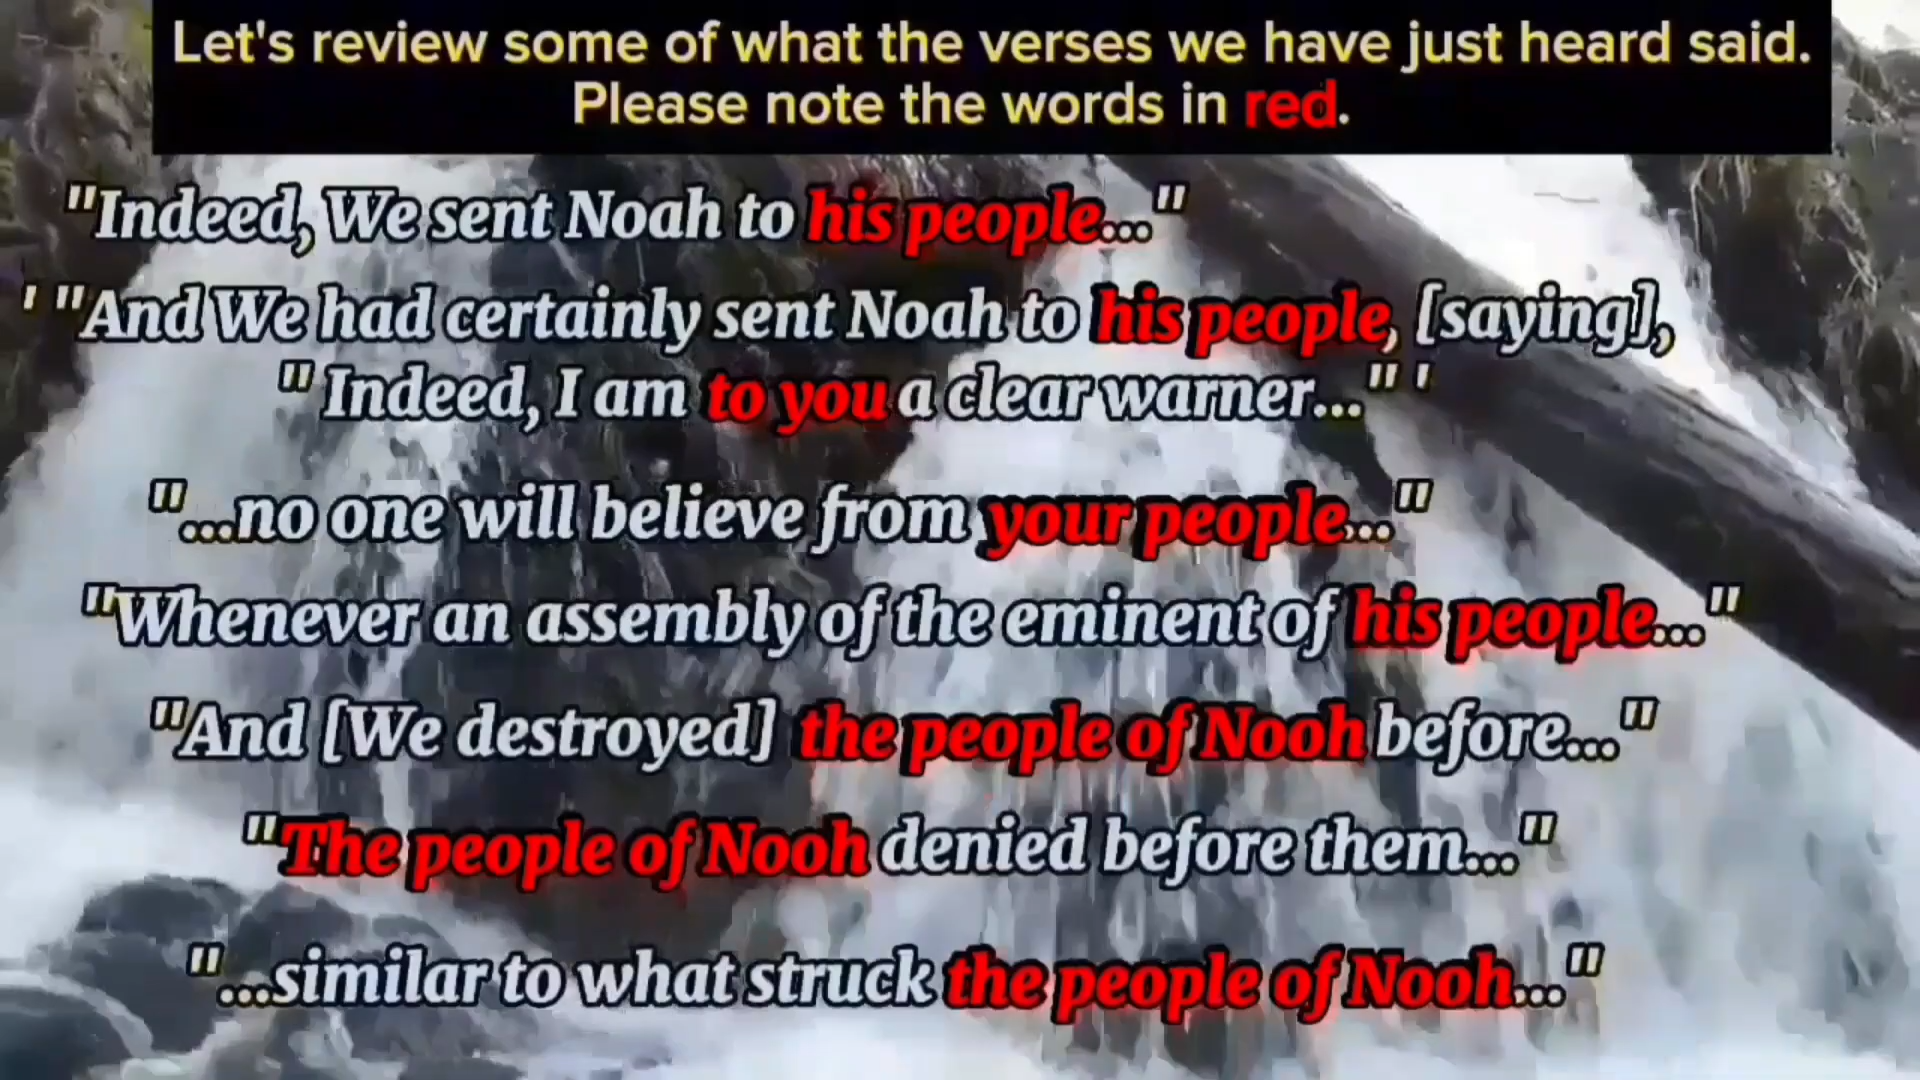 Let's review some of what the verses we have just heard said.
Please note the words in red.
"Indeed, We sent Noah to his people..."
' "And We had certainly sent Noah to his people, [saying],
" Indeed, I am to you a clear warner..." '
"...no one will believe from your people..."
"Whenever an assembly of the eminent of his people..."
"And [We destroyed] the people of Nooh before..."
"The people of Nooh denied before them..."
"...similar to what struck the people of Nooh..."